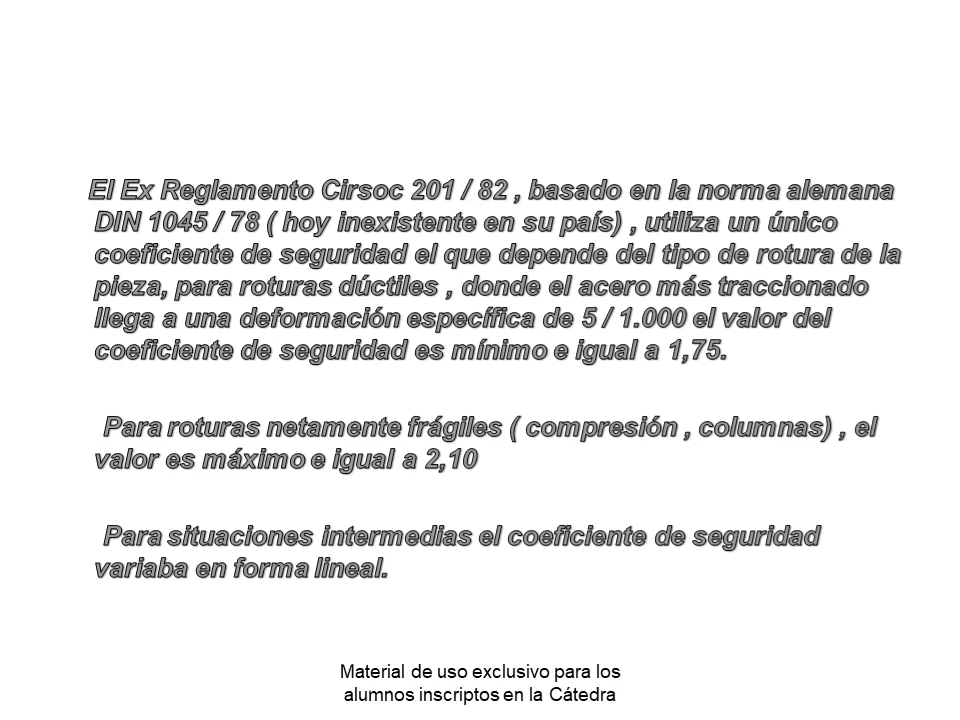 El Ex Reglamento Cirsoc 201 / 82 , basado en la norma alemana
DIN 1045 / 78 ( hoy inexistente en su país) , utiliza un único
coeficiente de seguridad el que depende del tipo de rotura de la
pieza, para roturas dúctiles , donde el acero más traccionado
llega a una deformación específica de 5 / 1.000 el valor del
coeficiente de seguridad es mínimo e igual a 1,75.
Para roturas netamente frágiles ( compresión , columnas) , el
valor es máximo e igual a 2,10
Para situaciones intermedias el coeficiente de seguridad
variaba en forma lineal.
Material de uso exclusivo para los
alumnos inscriptos en la Cátedra